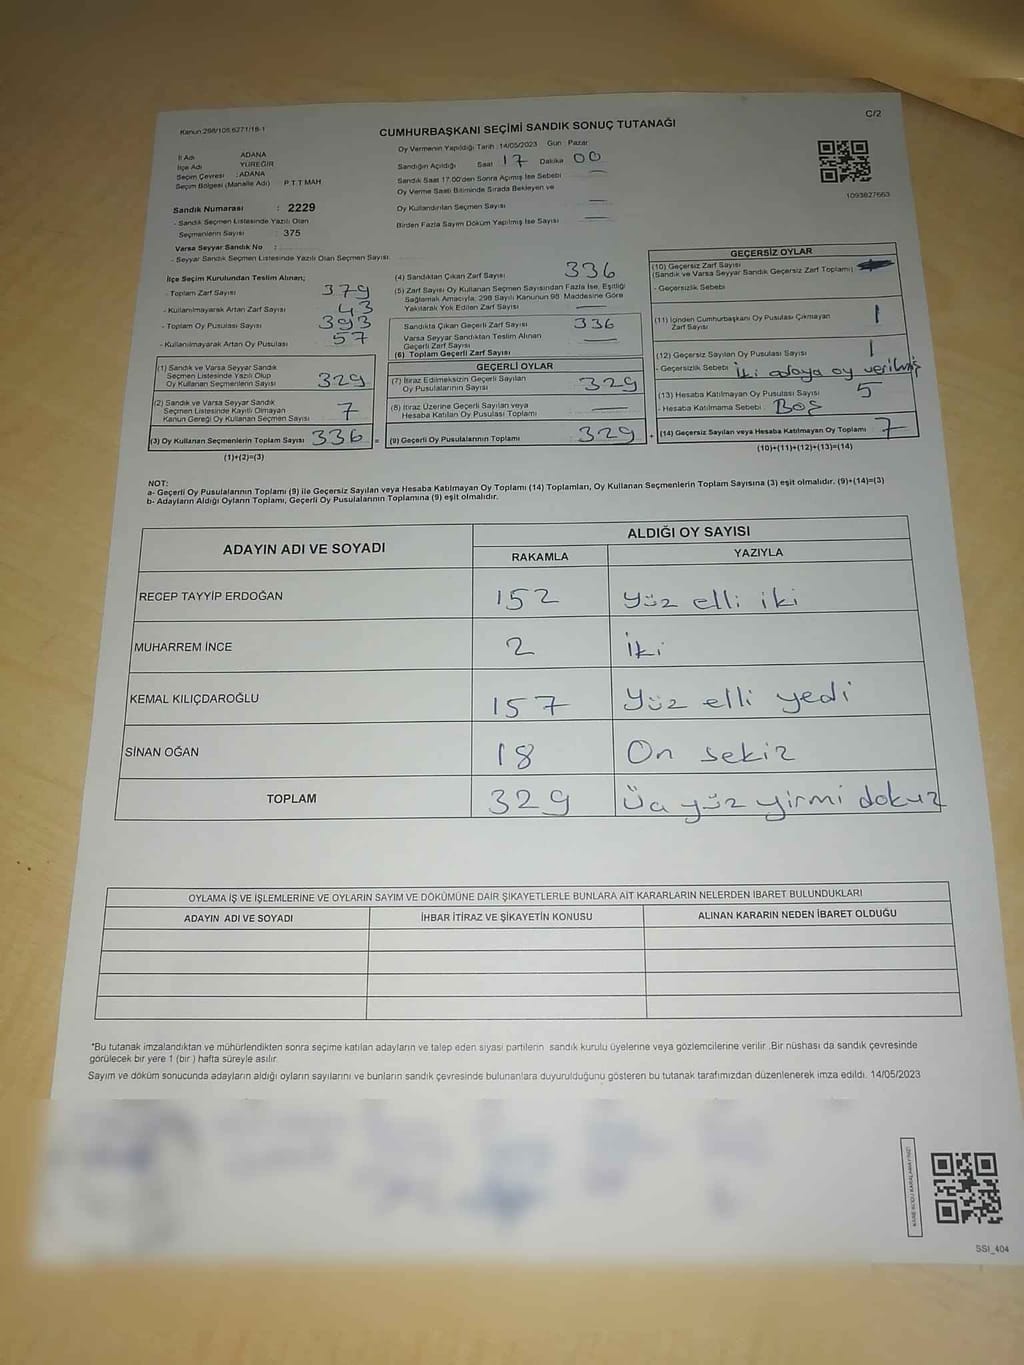 Kanun 298/105,6271/18-1
C/2
CUMHURBAŞKANI SEÇİMİ SANDIK SONUÇ TUTANAĞI
İl Adı ADANA
İlçe Adı YÜREĞİR
Seçim Çevresi : ADANA
Seçim Bölgesi (Mahalle Adı) P T T MAH
Sandık Numarası : 2229
- Sandık Seçmen Listesinde Yazılı Olan
Seçmenlerin Sayısı : 375
Varsa Seyyar Sandık No :
- Seyyar Sandık Seçmen Listesinde Yazılı Olan Seçmen Sayısı:
Oy Vermenin Yapıldığı Tarih : 14/05/2023 Gün : Pazar
Sandığın Açıldığı Saat 17 Dakika 00
Sandık Saat 17.00'den Sonra Açılmış İse Sebebi —
Oy Verme Saati Bitiminde Sırada Bekleyen ve
Oy Kullandırılan Seçmen Sayısı —
Birden Fazla Sayım Döküm Yapılmış İse Sayısı —
1093827663
İlçe Seçim Kurulundan Teslim Alınan;
- Toplam Zarf Sayısı 379
- Kullanılmayarak Artan Zarf Sayısı 43
- Toplam Oy Pusulası Sayısı 393
- Kullanılmayarak Artan Oy Pusulası 57
(1) Sandık ve Varsa Seyyar Sandık
Seçmen Listesinde Yazılı Olup
Oy Kullanan Seçmenlerin Sayısı 329
(2) Sandık ve Varsa Seyyar Sandık
Seçmen Listesinde Kayıtlı Olmayan
Kanun Gereği Oy Kullanan Seçmen Sayısı 7
(3) Oy Kullanan Seçmenlerin Toplam Sayısı 336 =
(1)+(2)=(3)
(4) Sandıktan Çıkan Zarf Sayısı 336
(5) Zarf Sayısı Oy Kullanan Seçmen Sayısından Fazla İse, Eşitliği
Sağlamak Amacıyla, 298 Sayılı Kanunun 98. Maddesine Göre
Yakılarak Yok Edilen Zarf Sayısı —
Sandıkta Çıkan Geçerli Zarf Sayısı 336
Varsa Seyyar Sandıktan Teslim Alınan
Geçerli Zarf Sayısı —
(6) Toplam Geçerli Zarf Sayısı
GEÇERLİ OYLAR
(7) İtiraz Edilmeksizin Geçerli Sayılan
Oy Pusulalarının Sayısı 329
(8) İtiraz Üzerine Geçerli Sayılan veya
Hesaba Katılan Oy Pusulası Toplamı —
(9) Geçerli Oy Pusulalarının Toplamı 329 +
GEÇERSİZ OYLAR
(10) Geçersiz Zarf Sayısı
(Sandık ve Varsa Seyyar Sandık Geçersiz Zarf Toplamı)
- Geçersizlik Sebebi
(11) İçinden Cumhurbaşkanı Oy Pusulası Çıkmayan
Zarf Sayısı 1
(12) Geçersiz Sayılan Oy Pusulası Sayısı 1
- Geçersizlik Sebebi İki adaya oy verilmiş
(13) Hesaba Katılmayan Oy Pusulası Sayısı 5
- Hesaba Katılmama Sebebi : Boş
(14) Geçersiz Sayılan veya Hesaba Katılmayan Oy Toplamı 7
(10)+(11)+(12)+(13)=(14)
NOT:
a- Geçerli Oy Pusulalarının Toplamı (9) ile Geçersiz Sayılan veya Hesaba Katılmayan Oy Toplamı (14) Toplamları, Oy Kullanan Seçmenlerin Toplam Sayısına (3) eşit olmalıdır. (9)+(14)=(3)
b- Adayların Aldığı Oyların Toplamı, Geçerli Oy Pusulalarının Toplamına (9) eşit olmalıdır.
ADAYIN ADI VE SOYADI
ALDIĞI OY SAYISI
RAKAMLA YAZIYLA
RECEP TAYYİP ERDOĞAN 152 Yüz elli iki
MUHARREM İNCE 2 İki
KEMAL KILIÇDAROĞLU 157 Yüz elli yedi
SİNAN OĞAN 18 On sekiz
TOPLAM 329 Üç yüz yirmi dokuz
OYLAMA İŞ VE İŞLEMLERİNE VE OYLARIN SAYIM VE DÖKÜMÜNE DAİR ŞİKAYETLERLE BUNLARA AİT KARARLARIN NELERDEN İBARET BULUNDUKLARI
ADAYIN ADI VE SOYADI İHBAR İTİRAZ VE ŞİKAYETİN KONUSU ALINAN KARARIN NEDEN İBARET OLDUĞU
*Bu tutanak imzalandıktan ve mühürlendikten sonra seçime katılan adayların ve talep eden siyasi partilerin sandık kurulu üyelerine veya gözlemcilerine verilir .Bir nüshası da sandık çevresinde
görülecek bir yere 1 (bir ) hafta süreyle asılır.
Sayım ve döküm sonucunda adayların aldığı oyların sayılarını ve bunların sandık çevresinde bulunanlara duyurulduğunu gösteren bu tutanak tarafımızdan düzenlenerek imza edildi. 14/05/2023
SSI_404